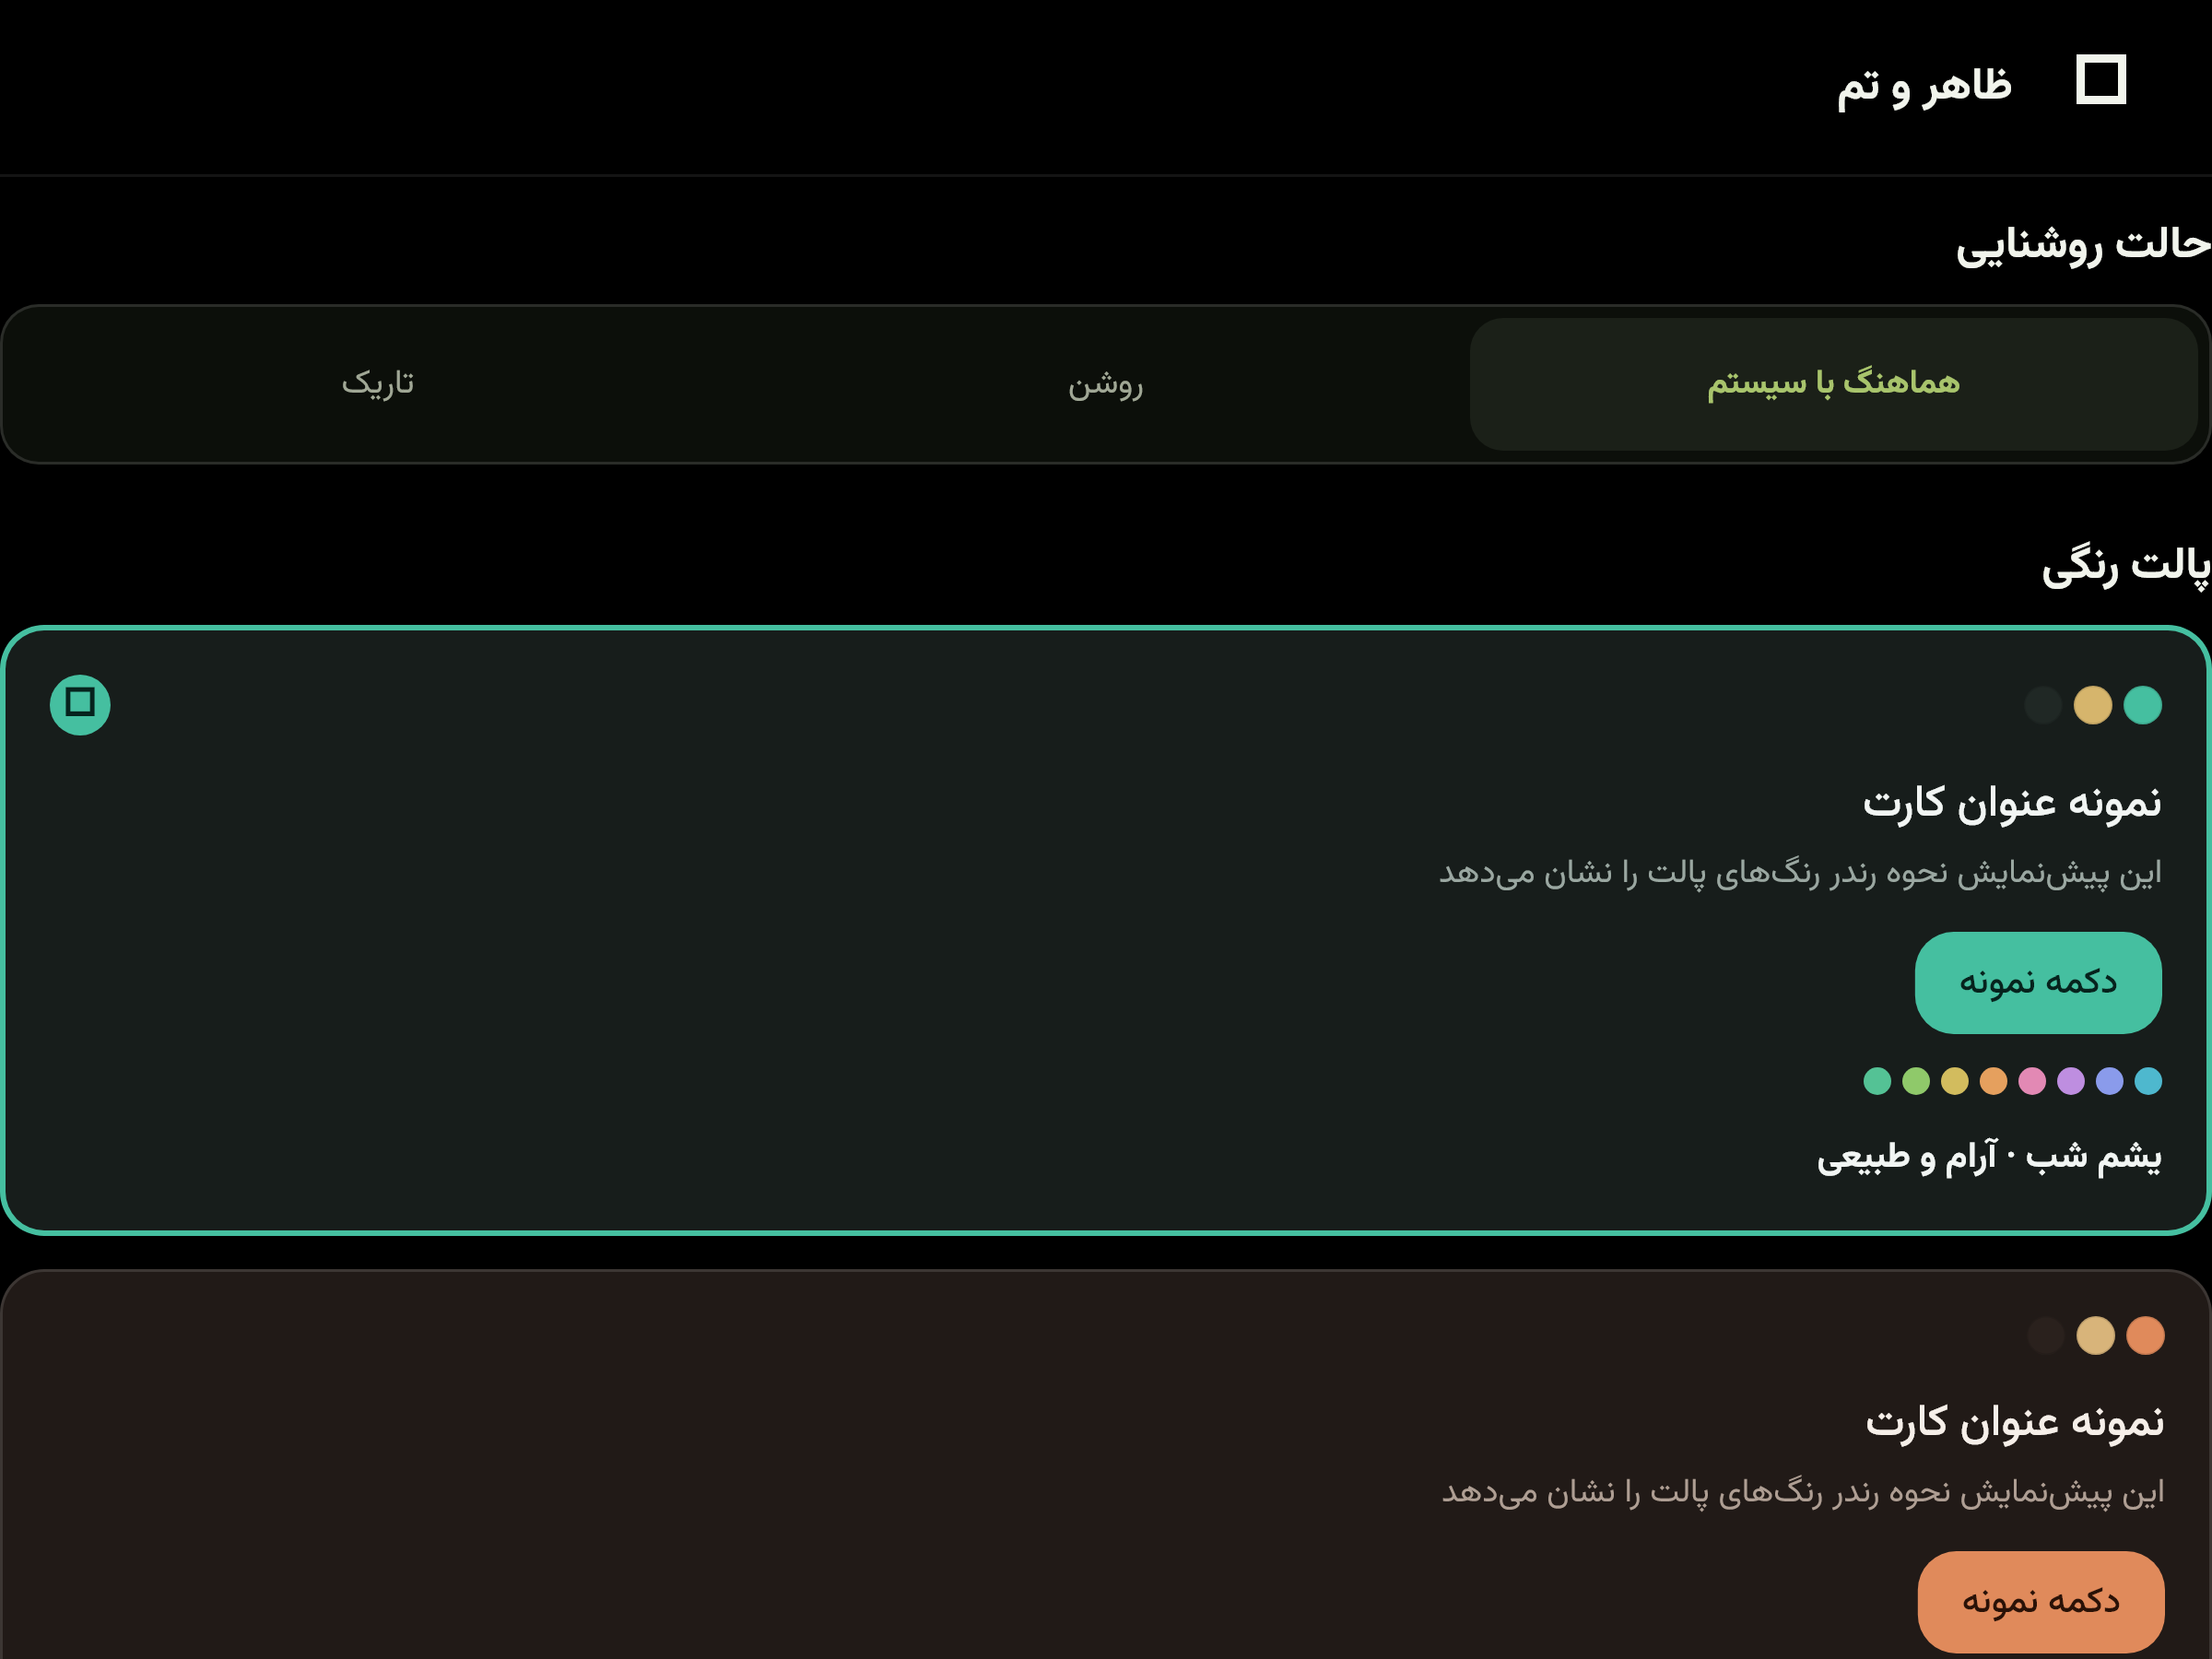 ظاهر و تم
حالت روشنایی
هماهنگ با سیستم
روشن
تاریک
پالت رنگی
نمونه عنوان کارت
این پیش‌نمایش نحوه رندر رنگ‌های پالت را نشان می‌دهد
دکمه نمونه
یشم شب · آرام و طبیعی
نمونه عنوان کارت
این پیش‌نمایش نحوه رندر رنگ‌های پالت را نشان می‌دهد
دکمه نمونه